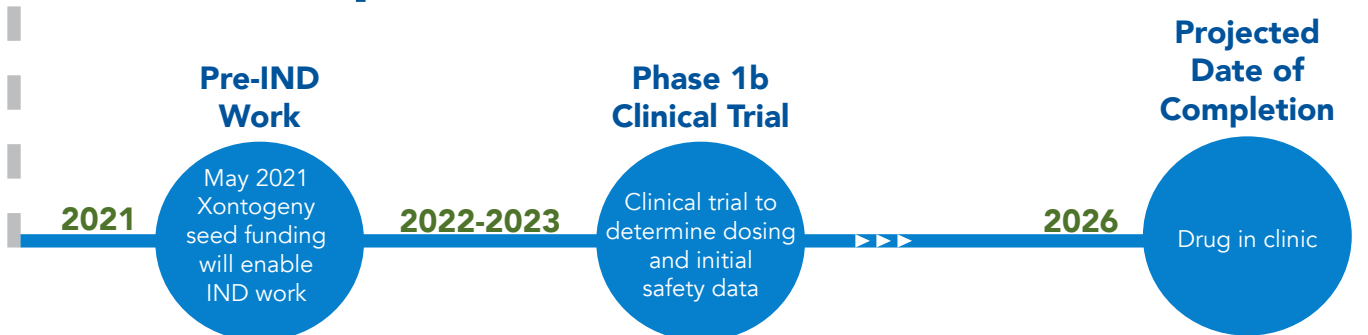 Pre-IND
Work
Phase 1b
Clinical Trial
Projected
Date of
Completion
2021
May 2021
Xontogeny
seed funding
will enable
IND work
2022-2023
Clinical trial to
determine dosing
and initial
safety data
2026
Drug in clinic